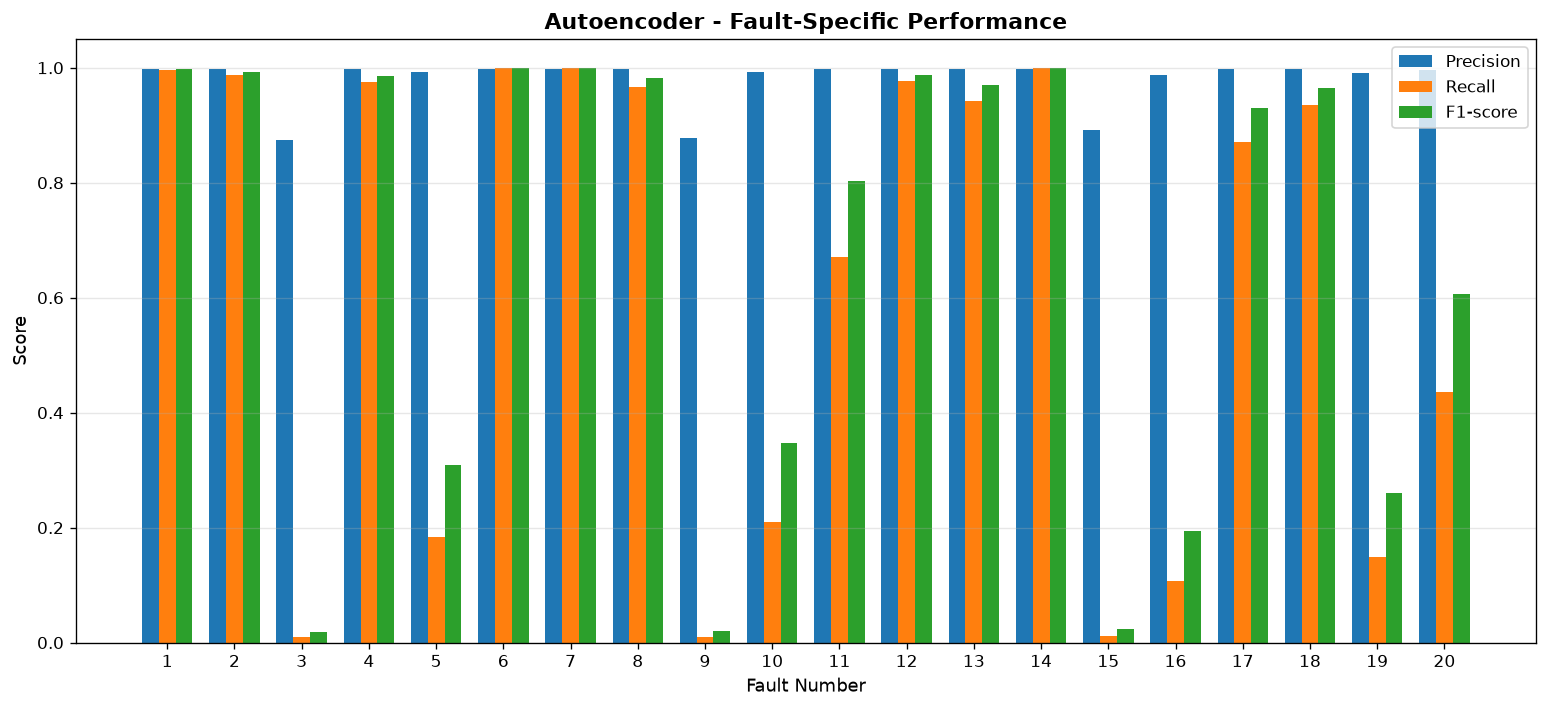 Autoencoder - Fault-Specific Performance
Precision
Recall
F1-score
Score
1.0
0.8
0.6
0.4
0.2
0.0
1 2 3 4 5 6 7 8 9 10 11 12 13 14 15 16 17 18 19 20
Fault Number